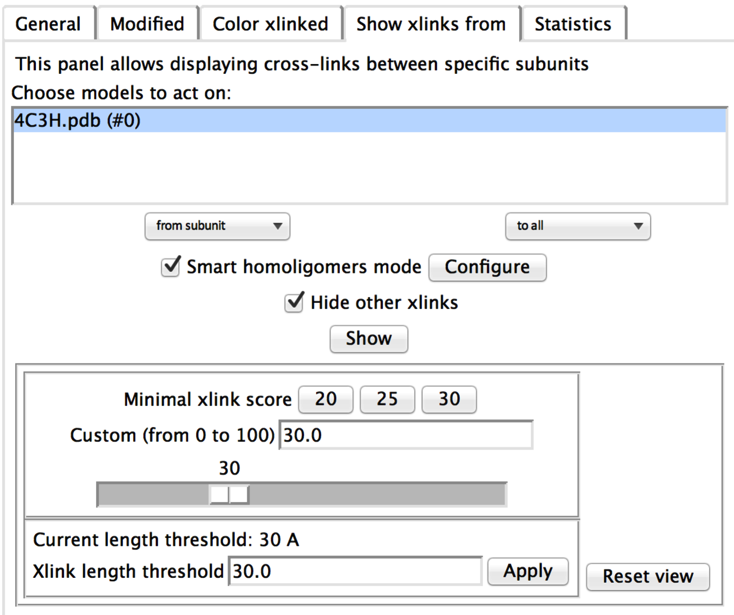 General Modified Color xlinked Show xlinks from Statistics
This panel allows displaying cross-links between specific subunits
Choose models to act on:
4C3H.pdb (#0)
from subunit to all
Smart homoligomers mode Configure
Hide other xlinks
Show
Minimal xlink score 20 25 30
Custom (from 0 to 100) 30.0
30
Current length threshold: 30 A
Xlink length threshold 30.0 Apply
Reset view